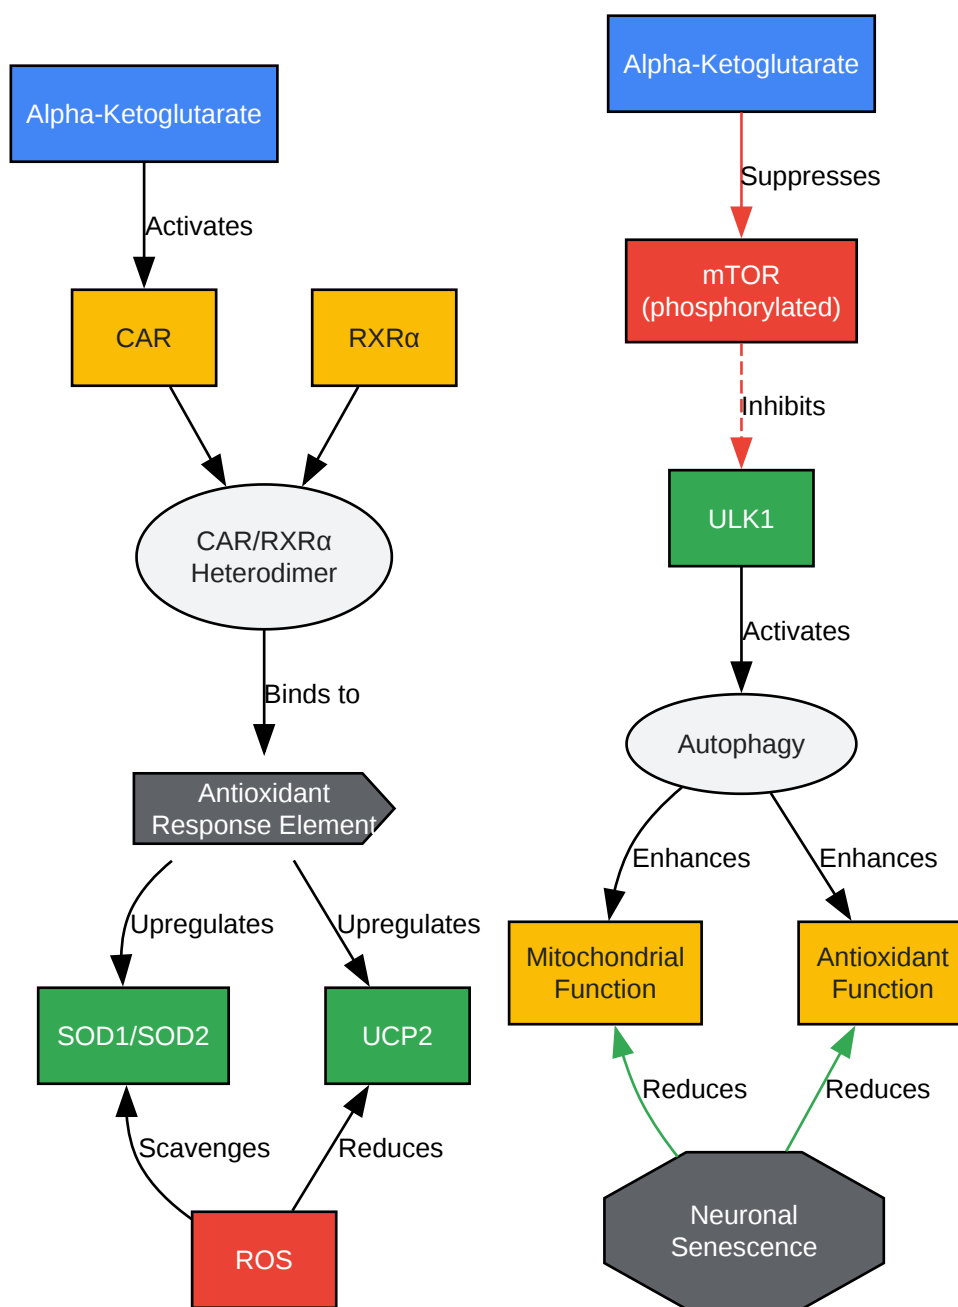 Alpha-Ketoglutarate
Activates
CAR
RXRα
CAR/RXRα
Heterodimer
Binds to
Antioxidant
Response Element
Upregulates
Upregulates
SOD1/SOD2
UCP2
Scavenges
Reduces
ROS
Alpha-Ketoglutarate
Suppresses
mTOR
(phosphorylated)
Inhibits
ULK1
Activates
Autophagy
Enhances
Enhances
Mitochondrial
Function
Antioxidant
Function
Reduces
Reduces
Neuronal
Senescence